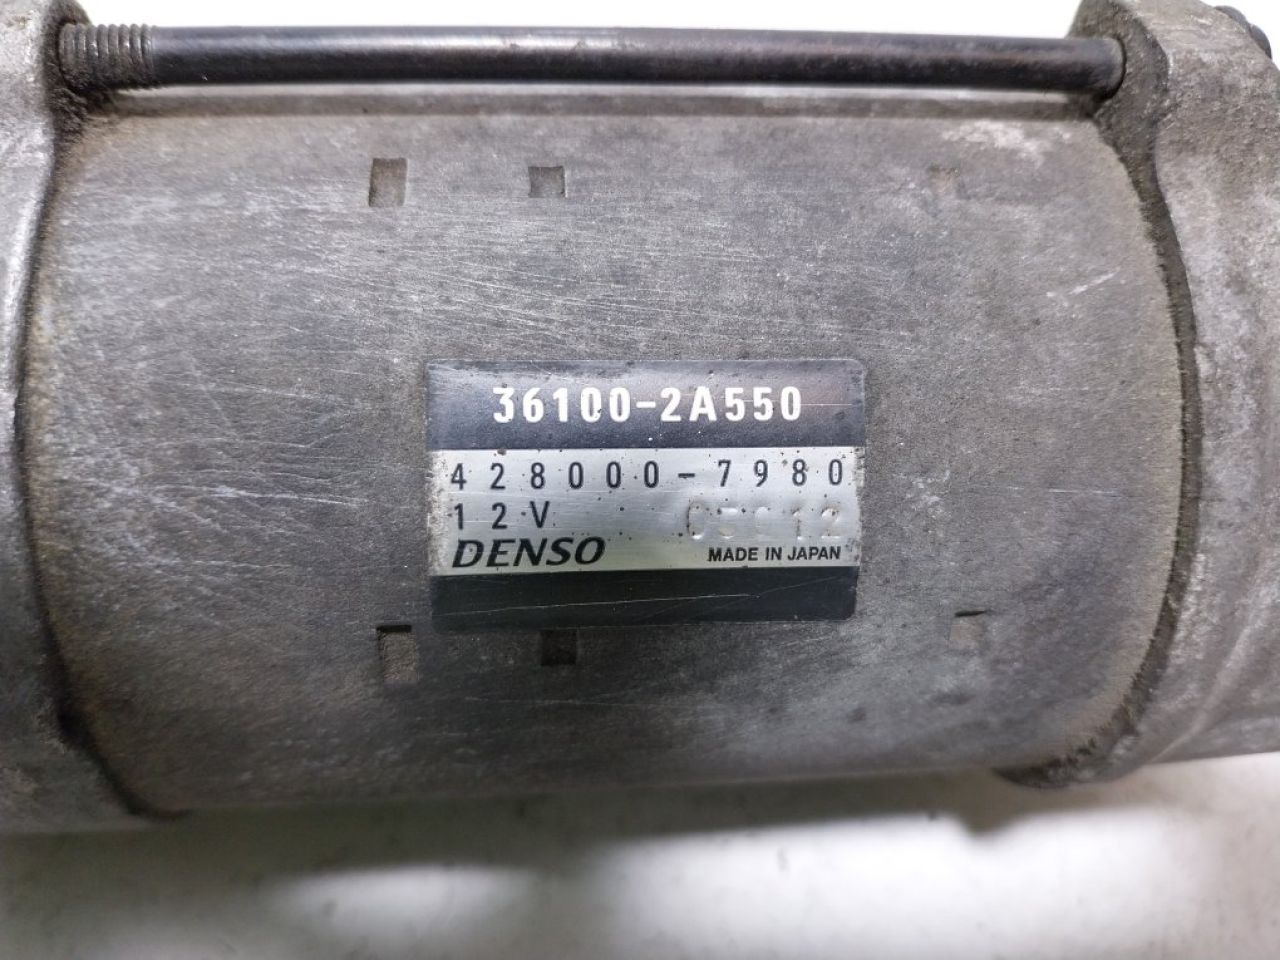 36100-2A550
428000-7980
12V
DENSO MADE IN JAPAN